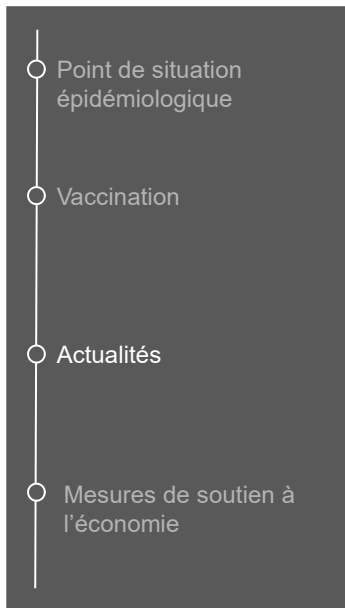 Point de situation
épidémiologique
Vaccination
Actualités
Mesures de soutien à
l’économie